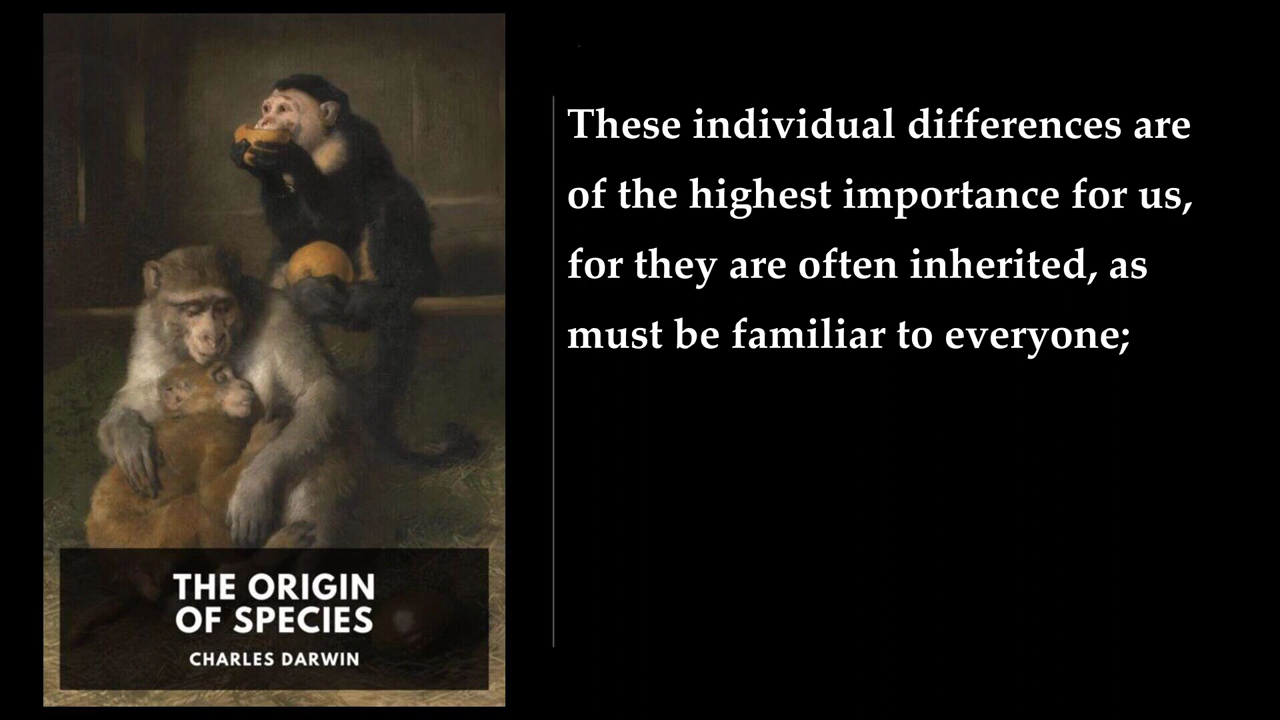 THE ORIGIN
OF SPECIES
CHARLES DARWIN
These individual differences are
of the highest importance for us,
for they are often inherited, as
must be familiar to everyone;